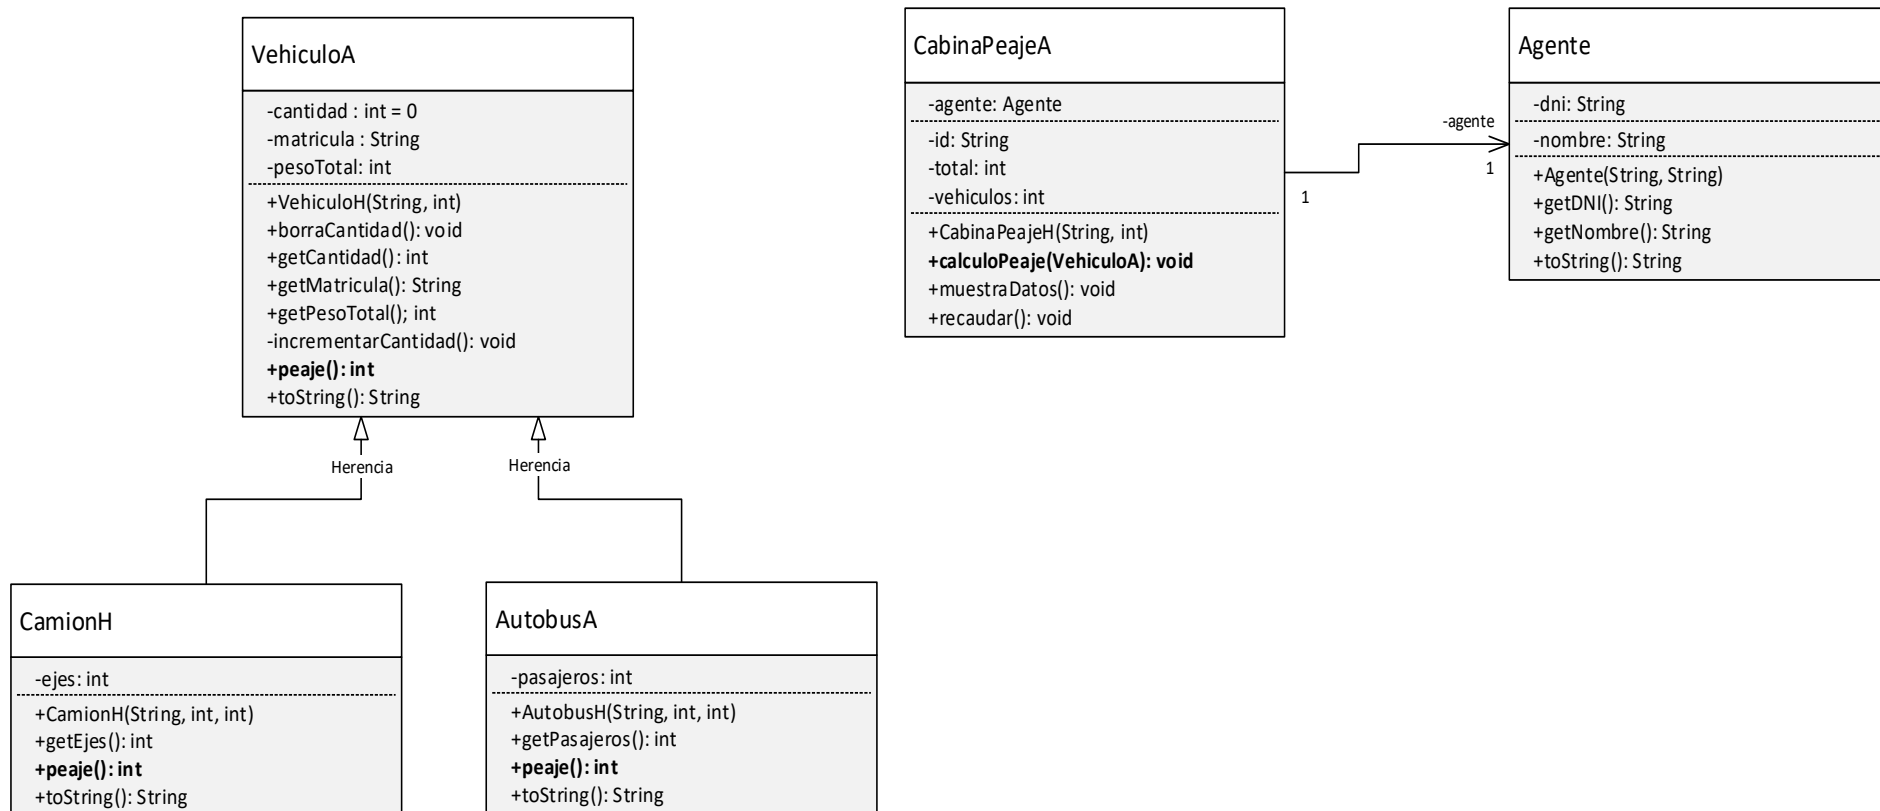 VehiculoA
-cantidad : int = 0
-matricula : String
-pesoTotal: int
+VehiculoH(String, int)
+borraCantidad(): void
+getCantidad(): int
+getMatricula(): String
+getPesoTotal(); int
-incrementarCantidad(): void
+peaje(): int
+toString(): String
CabinaPeajeA
-agente: Agente
-id: String
-total: int
-vehiculos: int
+CabinaPeajeH(String, int)
+calculoPeaje(VehiculoA): void
+muestraDatos(): void
+recaudar(): void
1
-agente
1
Agente
-dni: String
-nombre: String
+Agente(String, String)
+getDNI(): String
+getNombre(): String
+toString(): String
Herencia
Herencia
CamionH
-ejes: int
+CamionH(String, int, int)
+getEjes(): int
+peaje(): int
+toString(): String
AutobusA
-pasajeros: int
+AutobusH(String, int, int)
+getPasajeros(): int
+peaje(): int
+toString(): String